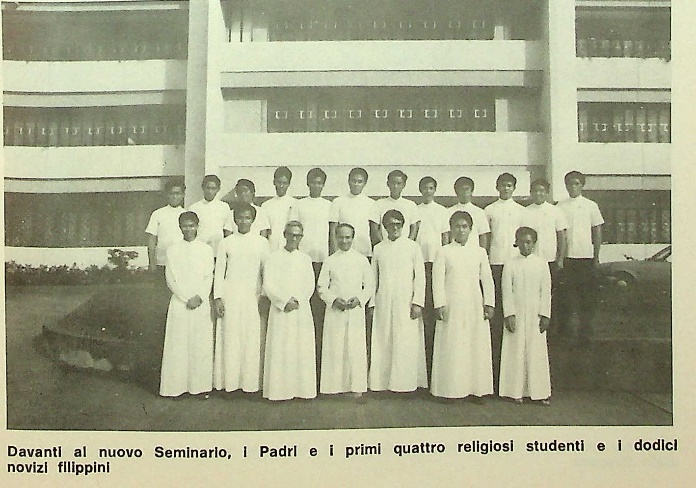 Davanti al nuovo Seminario, i Padri e i primi quattro religiosi studenti e i dodici
novizi filippini